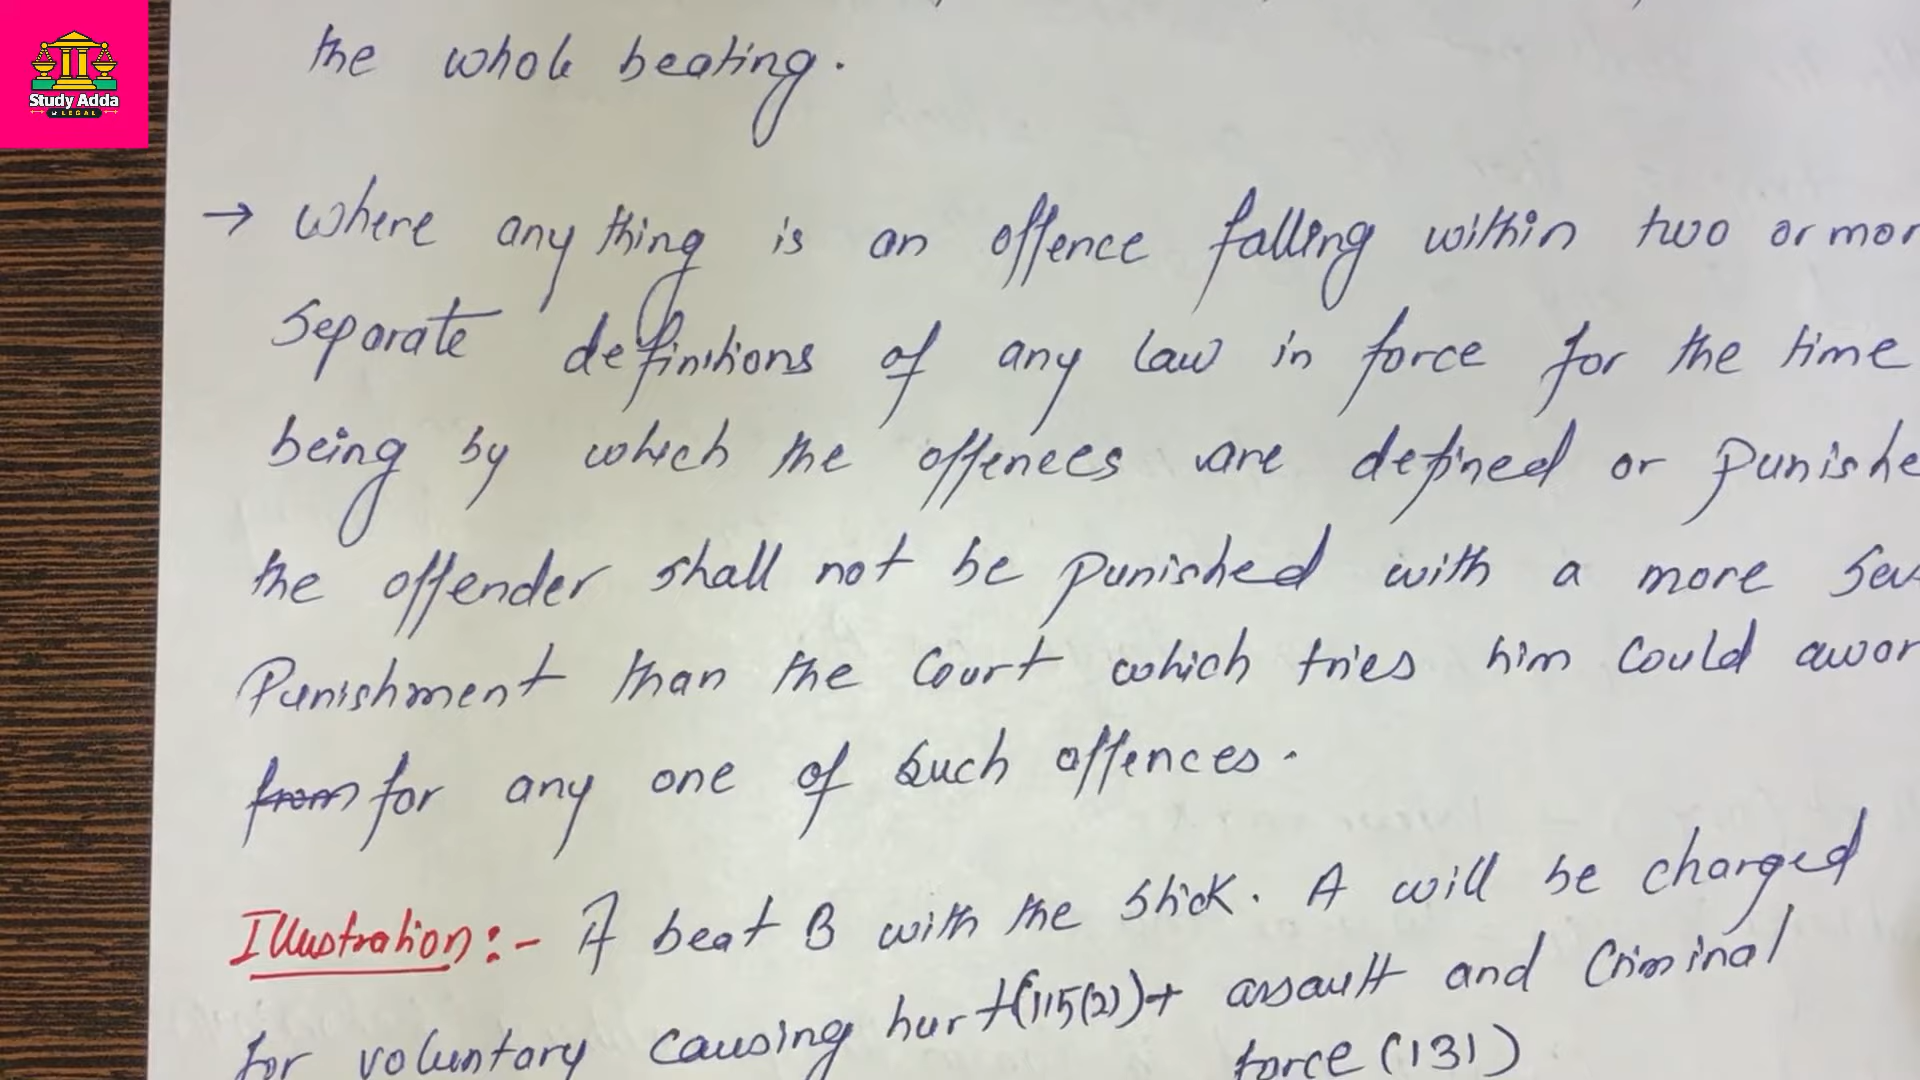 Study Adda
LEGAL
the whole beating.
→ Where any thing is an offence falling within two or mor
Separate definitions of any law in force for the time
being by which the offences are defined or punishe
the offender shall not be punished with a more sev
Punishment than the Court which tries him could awar
from for any one of such offences.
Illustration:- A beat B with the stick. A will be charged
for voluntary causing hurt (115(2)) + assault and Criminal
force (131)